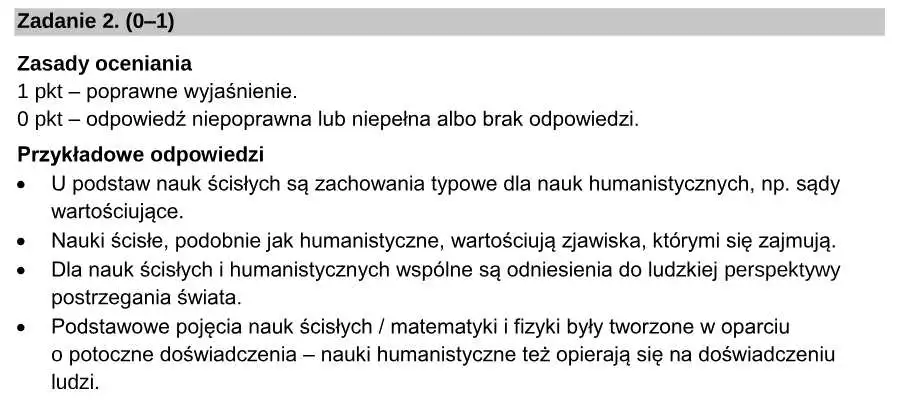 Zadanie 2. (0–1)
Zasady oceniania
1 pkt – poprawne wyjaśnienie.
0 pkt – odpowiedź niepoprawna lub niepełna albo brak odpowiedzi.
Przykładowe odpowiedzi
• U podstaw nauk ścisłych są zachowania typowe dla nauk humanistycznych, np. sądy
wartościujące.
• Nauki ścisłe, podobnie jak humanistyczne, wartościują zjawiska, którymi się zajmują.
• Dla nauk ścisłych i humanistycznych wspólne są odniesienia do ludzkiej perspektywy
postrzegania świata.
• Podstawowe pojęcia nauk ścisłych / matematyki i fizyki były tworzone w oparciu
o potoczne doświadczenia – nauki humanistyczne też opierają się na doświadczeniu
ludzi.